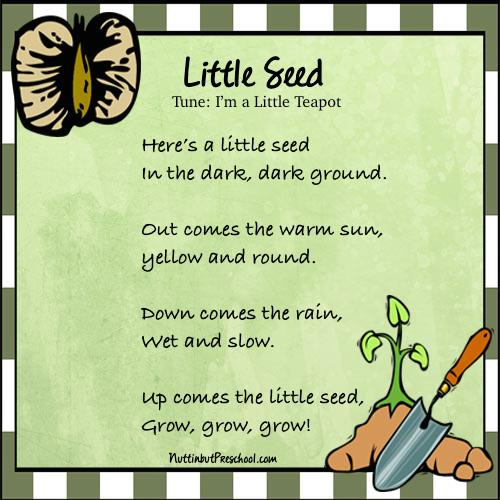 Little Seed
Tune: I'm a Little Teapot
Here's a little seed
In the dark, dark ground.
Out comes the warm sun,
yellow and round.
Down comes the rain,
Wet and slow.
Up comes the little seed,
Grow, grow, grow!
NuttinbutPreschool.com